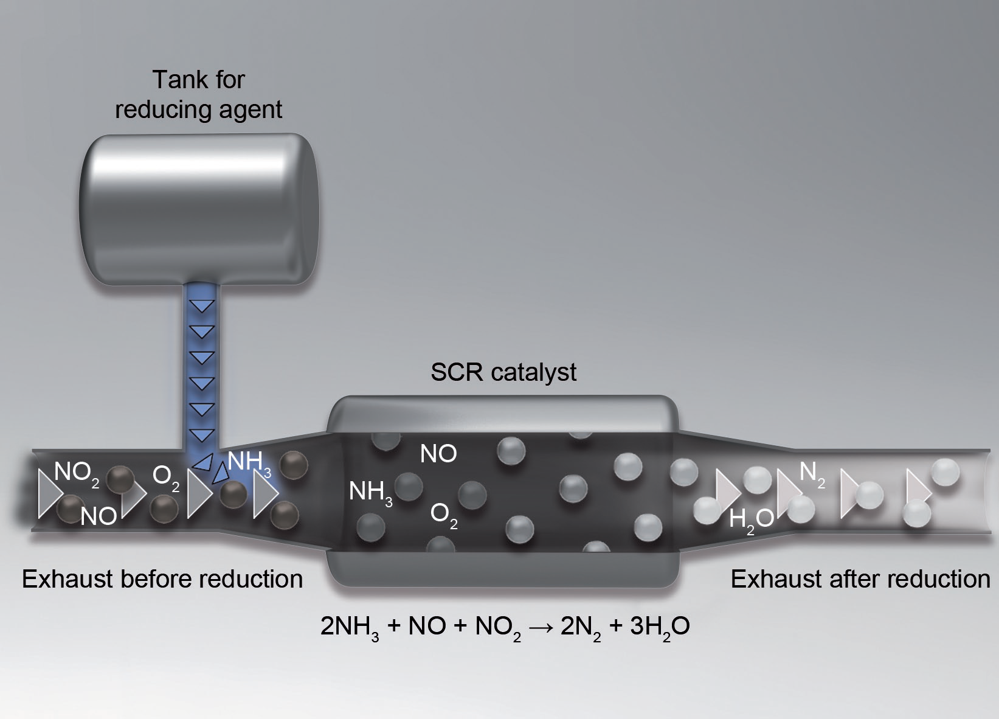 Tank for
reducing agent
SCR catalyst
NO₂
O₂
NH₃
NO
NO
NH₃
O₂
N₂
H₂O
Exhaust before reduction
Exhaust after reduction
2NH₃ + NO + NO₂ → 2N₂ + 3H₂O